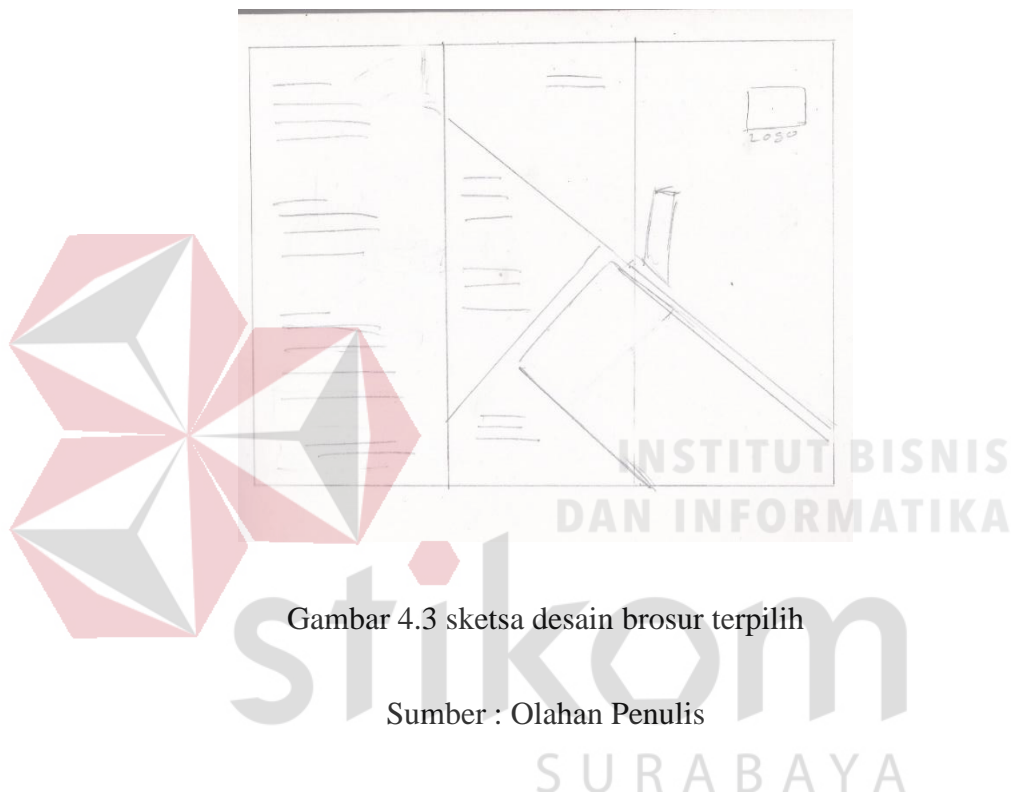 LOGO
INSTITUT BISNIS
DAN INFORMATIKA
stikom
SURABAYA
Gambar 4.3 sketsa desain brosur terpilih
Sumber : Olahan Penulis